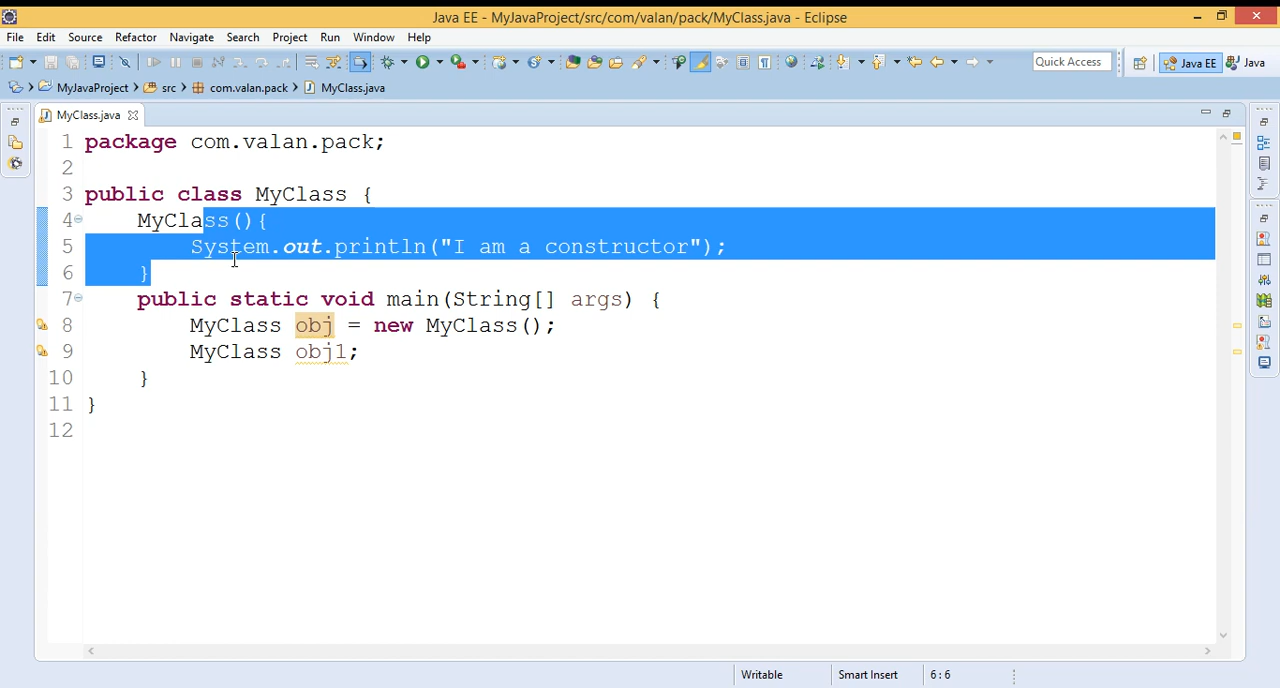 Java EE - MyJavaProject/src/com/valan/pack/MyClass.java - Eclipse
File Edit Source Refactor Navigate Search Project Run Window Help
Quick Access Java EE Java
MyJavaProject src com.valan.pack MyClass.java
MyClass.java
1 package com.valan.pack;
2
3 public class MyClass {
4 MyClass(){
5 System.out.println("I am a constructor");
6 }
7 public static void main(String[] args) {
8 MyClass obj = new MyClass();
9 MyClass obj1;
10 }
11 }
12
Writable Smart Insert 6:6